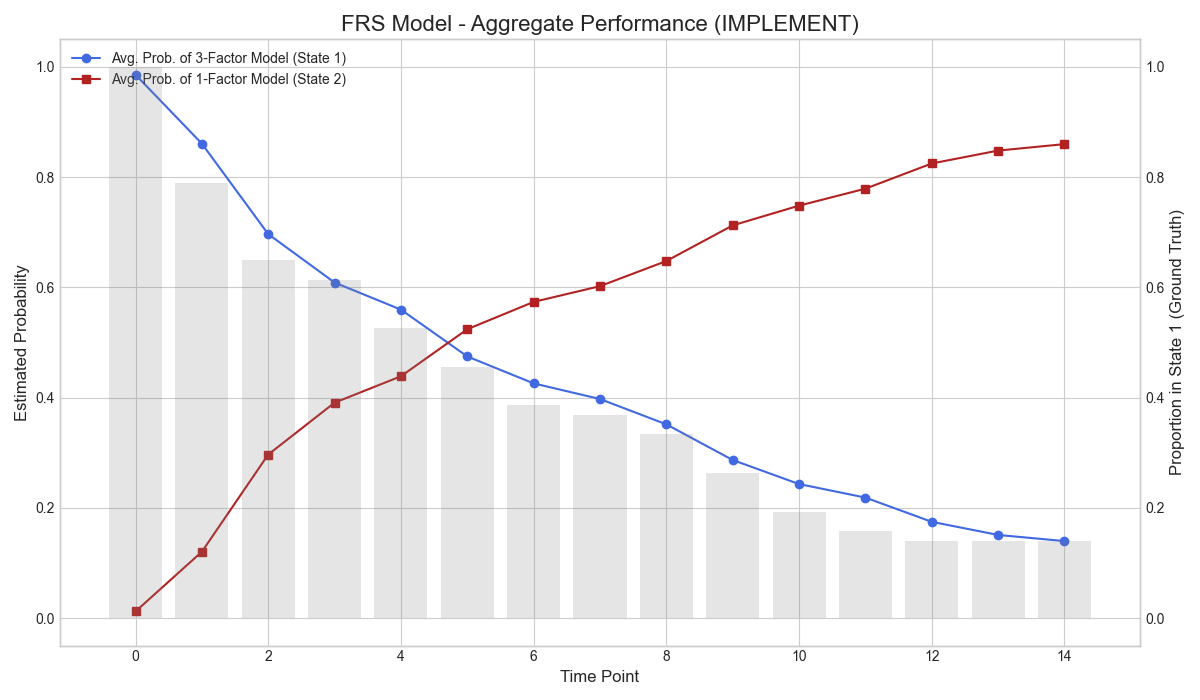 FRS Model - Aggregate Performance (IMPLEMENT)
Avg. Prob. of 3-Factor Model (State 1)
Avg. Prob. of 1-Factor Model (State 2)
Estimated Probability
1.0
0.8
0.6
0.4
0.2
0.0
1.0
0.8
0.6
0.4
0.2
0.0
Proportion in State 1 (Ground Truth)
0 2 4 6 8 10 12 14
Time Point